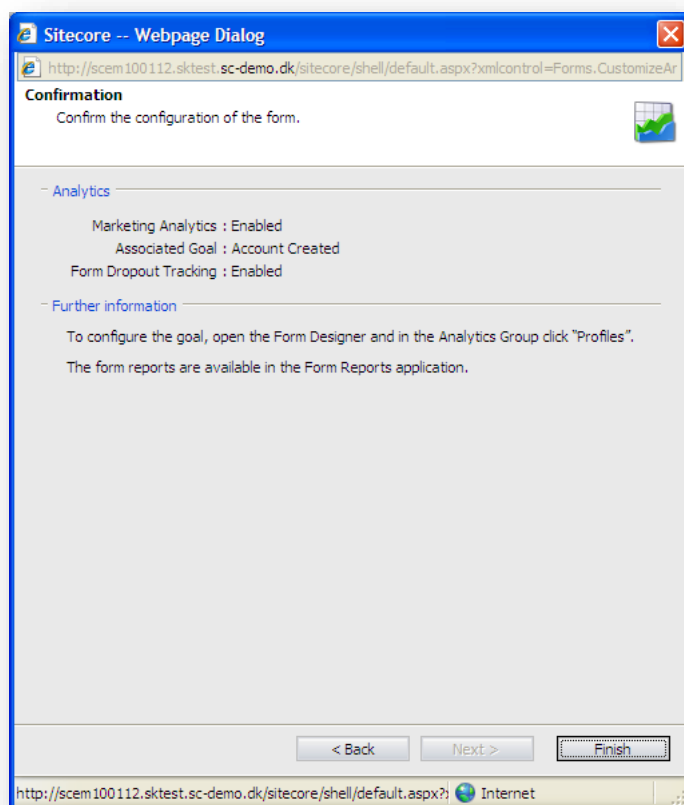 Sitecore -- Webpage Dialog
http://scem100112.sktest.sc-demo.dk/sitecore/shell/default.aspx?xmlcontrol=Forms.CustomizeAr
Confirmation
Confirm the configuration of the form.
Analytics
Marketing Analytics : Enabled
Associated Goal : Account Created
Form Dropout Tracking : Enabled
Further information
To configure the goal, open the Form Designer and in the Analytics Group click "Profiles".
The form reports are available in the Form Reports application.
< Back Next > Finish
http://scem100112.sktest.sc-demo.dk/sitecore/shell/default.aspx?: Internet